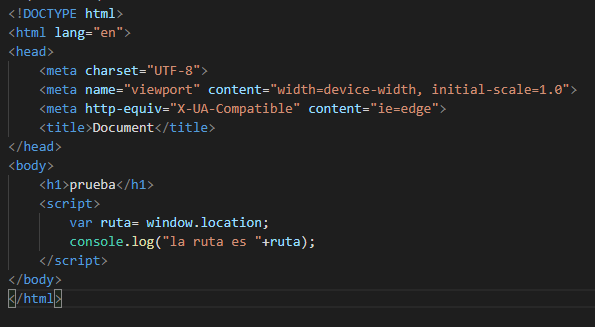 <!DOCTYPE html>
<html lang="en">
<head>
    <meta charset="UTF-8">
    <meta name="viewport" content="width=device-width, initial-scale=1.0">
    <meta http-equiv="X-UA-Compatible" content="ie=edge">
    <title>Document</title>
</head>
<body>
    <h1>prueba</h1>
    <script>
        var ruta= window.location;
        console.log("la ruta es "+ruta);
    </script>
</body>
</html>